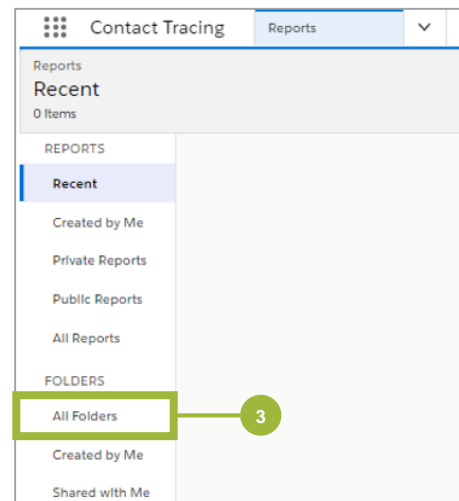 Contact Tracing Reports
Reports
Recent
0 Items
REPORTS
Recent
Created by Me
Private Reports
Public Reports
All Reports
FOLDERS
All Folders 3
Created by Me
Shared with Me